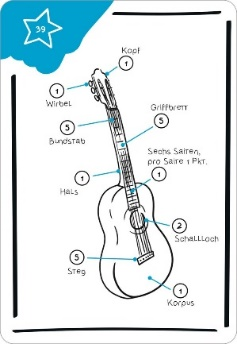 39
Kopf
1
1
Wirbel
Griffbrett
5
5
Bundstab
Sechs Saiten,
pro Saite 1 Pkt.
1
1
Hals
2
Schallloch
5
Steg
1
Korpus